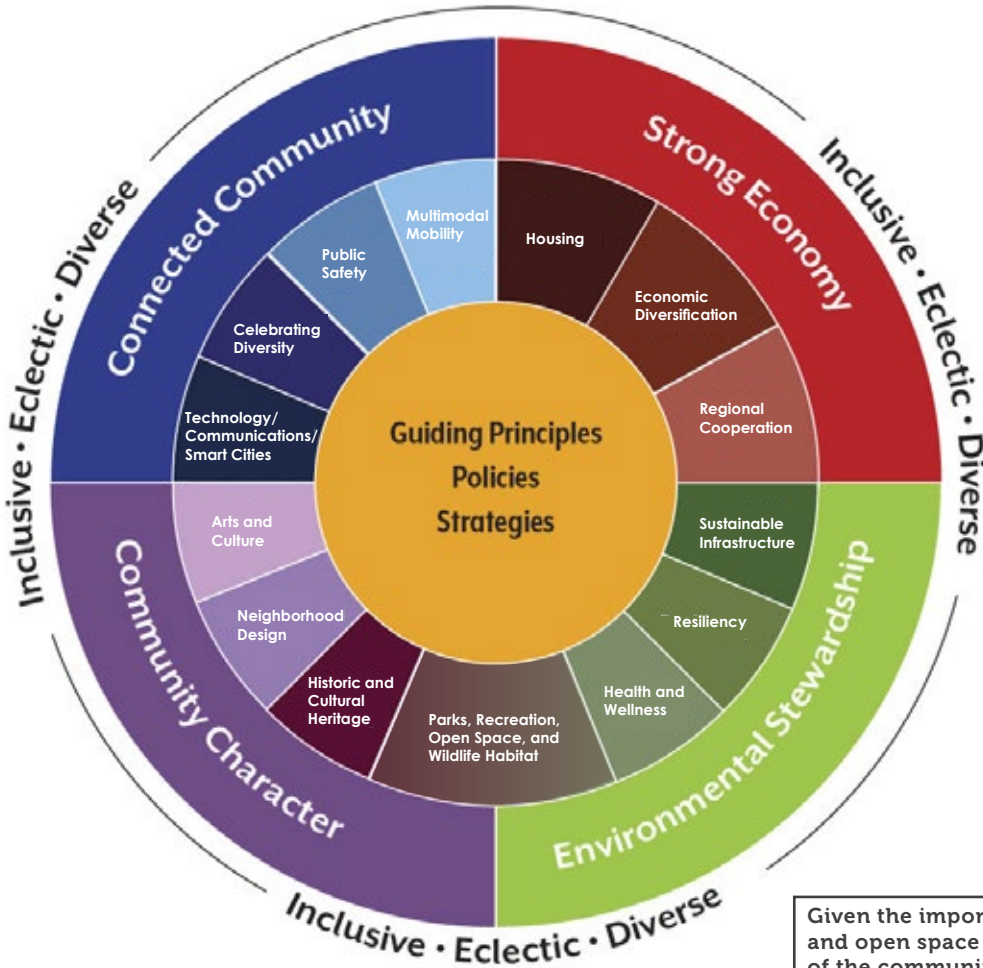 Inclusive • Eclectic • Diverse
Inclusive • Eclectic • Diverse
Connected Community
Strong Economy
Multimodal
Mobility
Housing
Public
Safety
Economic
Diversification
Celebrating
Diversity
Regional
Cooperation
Technology/
Communications/
Smart Cities
Guiding Principles
Policies
Strategies
Arts and
Culture
Sustainable
Infrastructure
Neighborhood
Design
Resiliency
Historic and
Cultural
Heritage
Parks, Recreation,
Open Space, and
Wildlife Habitat
Health and
Wellness
Community Character
Environmental Stewardship
Inclusive • Eclectic • Diverse
Given the impor
and open space